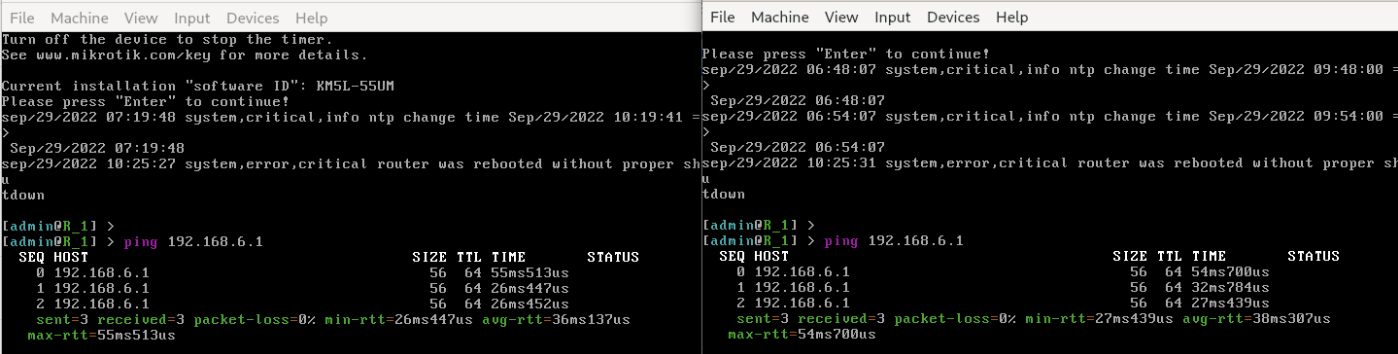 File Machine View Input Devices Help
Turn off the device to stop the timer.
See www.mikrotik.com/key for more details.
Current installation "software ID": KM5L-55UM
Please press "Enter" to continue!
sep/29/2022 07:19:48 system,critical,info ntp change time Sep/29/2022 10:19:41 =
>
Sep/29/2022 07:19:48
sep/29/2022 10:25:27 system,error,critical router was rebooted without proper sh
u
tdown
[admin@R_1] >
[admin@R_1] > ping 192.168.6.1
SEQ HOST SIZE TTL TIME STATUS
0 192.168.6.1 56 64 55ms513us
1 192.168.6.1 56 64 26ms447us
2 192.168.6.1 56 64 26ms452us
sent=3 received=3 packet-loss=0% min-rtt=26ms447us avg-rtt=36ms137us
max-rtt=55ms513us
File Machine View Input Devices Help
Please press "Enter" to continue!
sep/29/2022 06:48:07 system,critical,info ntp change time Sep/29/2022 09:48:00 =
>
Sep/29/2022 06:48:07
sep/29/2022 06:54:07 system,critical,info ntp change time Sep/29/2022 09:54:00 =
>
Sep/29/2022 06:54:07
sep/29/2022 10:25:31 system,error,critical router was rebooted without proper sh
u
tdown
[admin@R_1] >
[admin@R_1] > ping 192.168.6.1
SEQ HOST SIZE TTL TIME STATUS
0 192.168.6.1 56 64 54ms700us
1 192.168.6.1 56 64 32ms784us
2 192.168.6.1 56 64 27ms439us
sent=3 received=3 packet-loss=0% min-rtt=27ms439us avg-rtt=38ms307us
max-rtt=54ms700us